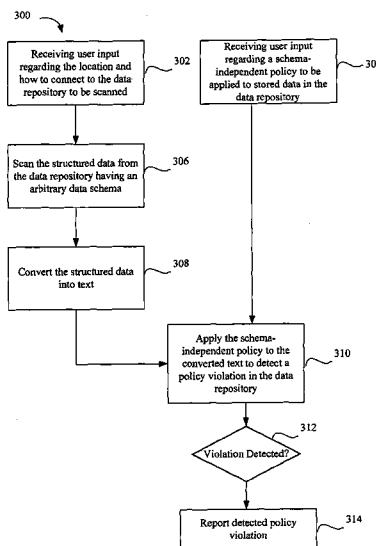 300
Receiving user input
regarding the location and
how to connect to the data
repository to be scanned
302
Receiving user input
regarding a schema-
independent policy to be
applied to stored data in the
data repository
30
Scan the structured data from
the data repository having an
arbitrary data schema
306
Convert the structured data
into text
308
Apply the schema-
independent policy to the
converted text to detect a
policy violation in the data
repository
310
312
Violation Detected?
Report detected policy
violation
314